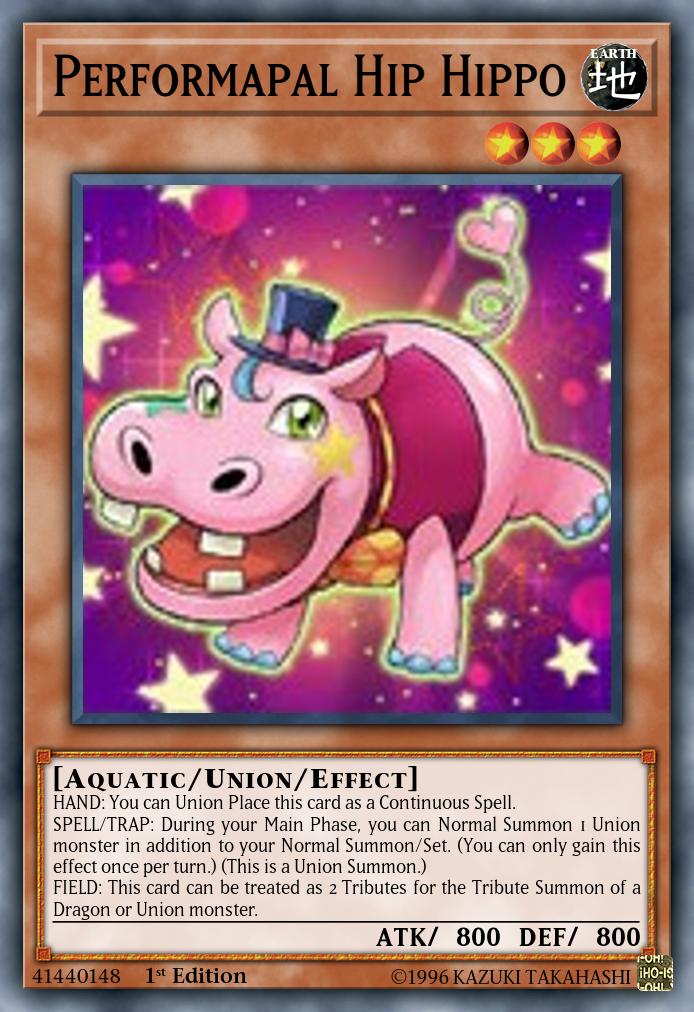 PERFORMAPAL HIP HIPPO
EARTH
地
[AQUATIC/UNION/EFFECT]
HAND: You can Union Place this card as a Continuous Spell.
SPELL/TRAP: During your Main Phase, you can Normal Summon 1 Union
monster in addition to your Normal Summon/Set. (You can only gain this
effect once per turn.) (This is a Union Summon.)
FIELD: This card can be treated as 2 Tributes for the Tribute Summon of a
Dragon or Union monster.
ATK/ 800 DEF/ 800
41440148 1st Edition ©1996 KAZUKI TAKAHASHI